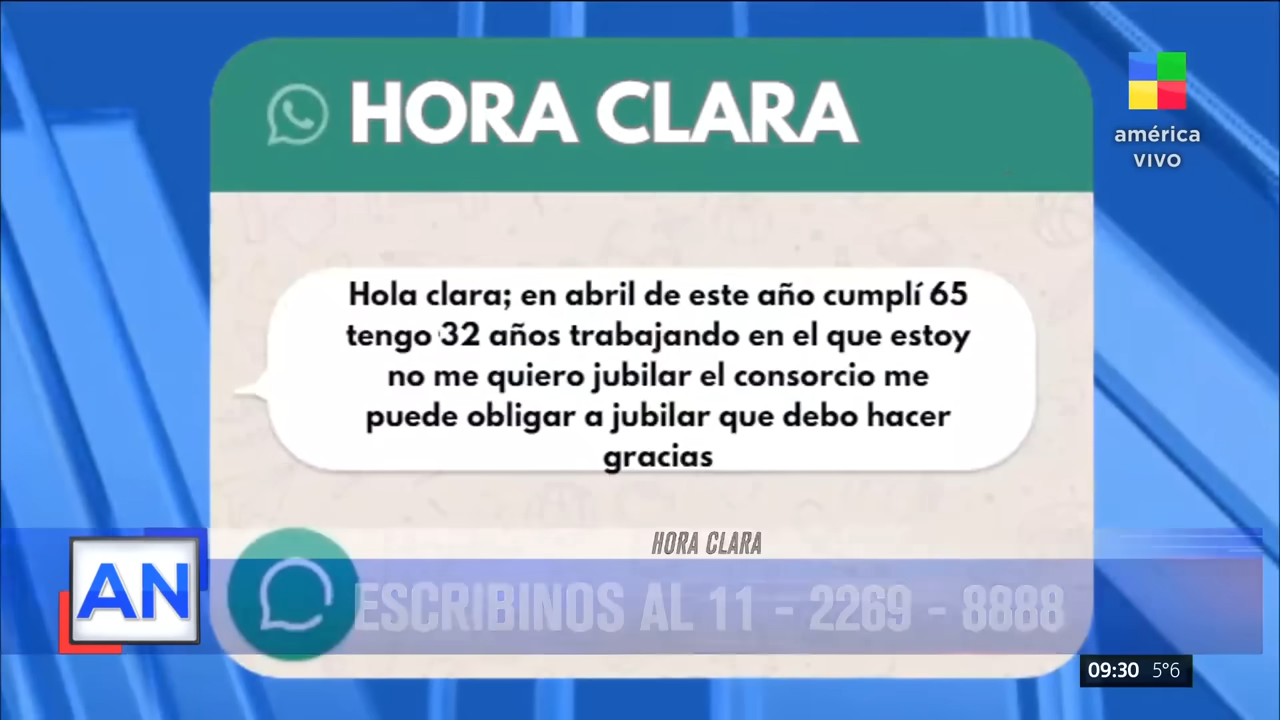 HORA CLARA
américa
VIVO
Hola clara; en abril de este año cumplí 65
tengo 32 años trabajando en el que estoy
no me quiero jubilar el consorcio me
puede obligar a jubilar que debo hacer
gracias
HORA CLARA
AN
ESCRIBINOS AL 11 - 2269 - 8888
09:30 5°6